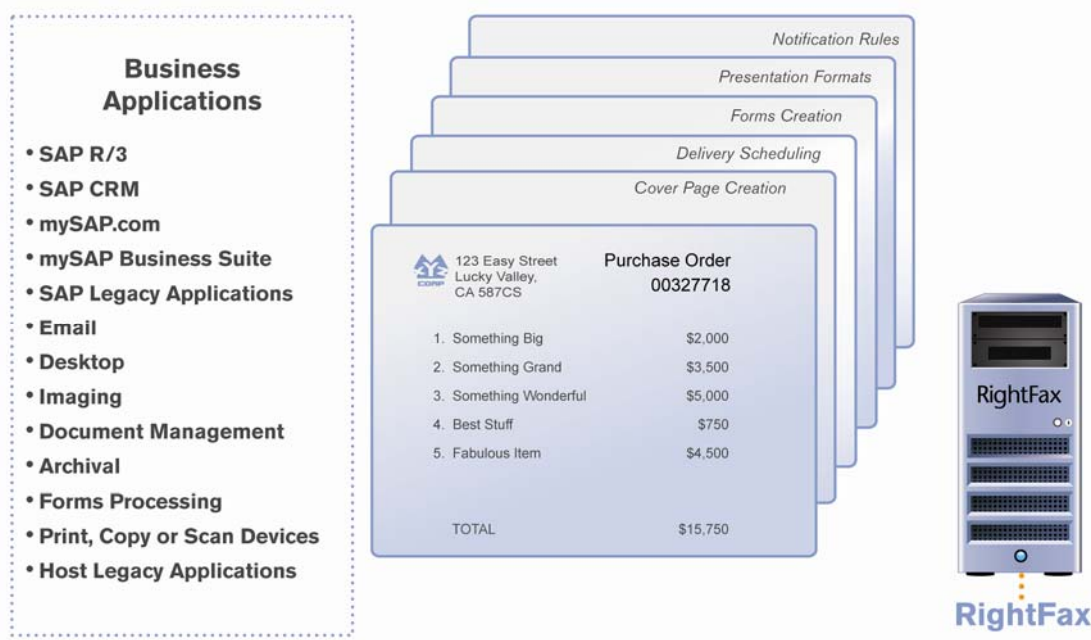 Business
Applications
• SAP R/3
• SAP CRM
• mySAP.com
• mySAP Business Suite
• SAP Legacy Applications
• Email
• Desktop
• Imaging
• Document Management
• Archival
• Forms Processing
• Print, Copy or Scan Devices
• Host Legacy Applications
Notification Rules
Presentation Formats
Forms Creation
Delivery Scheduling
Cover Page Creation
XYZ
CORP
123 Easy Street
Lucky Valley,
CA 587CS
Purchase Order
00327718
1. Something Big $2,000
2. Something Grand $3,500
3. Something Wonderful $5,000
4. Best Stuff $750
5. Fabulous Item $4,500
TOTAL $15,750
RightFax
RightFax